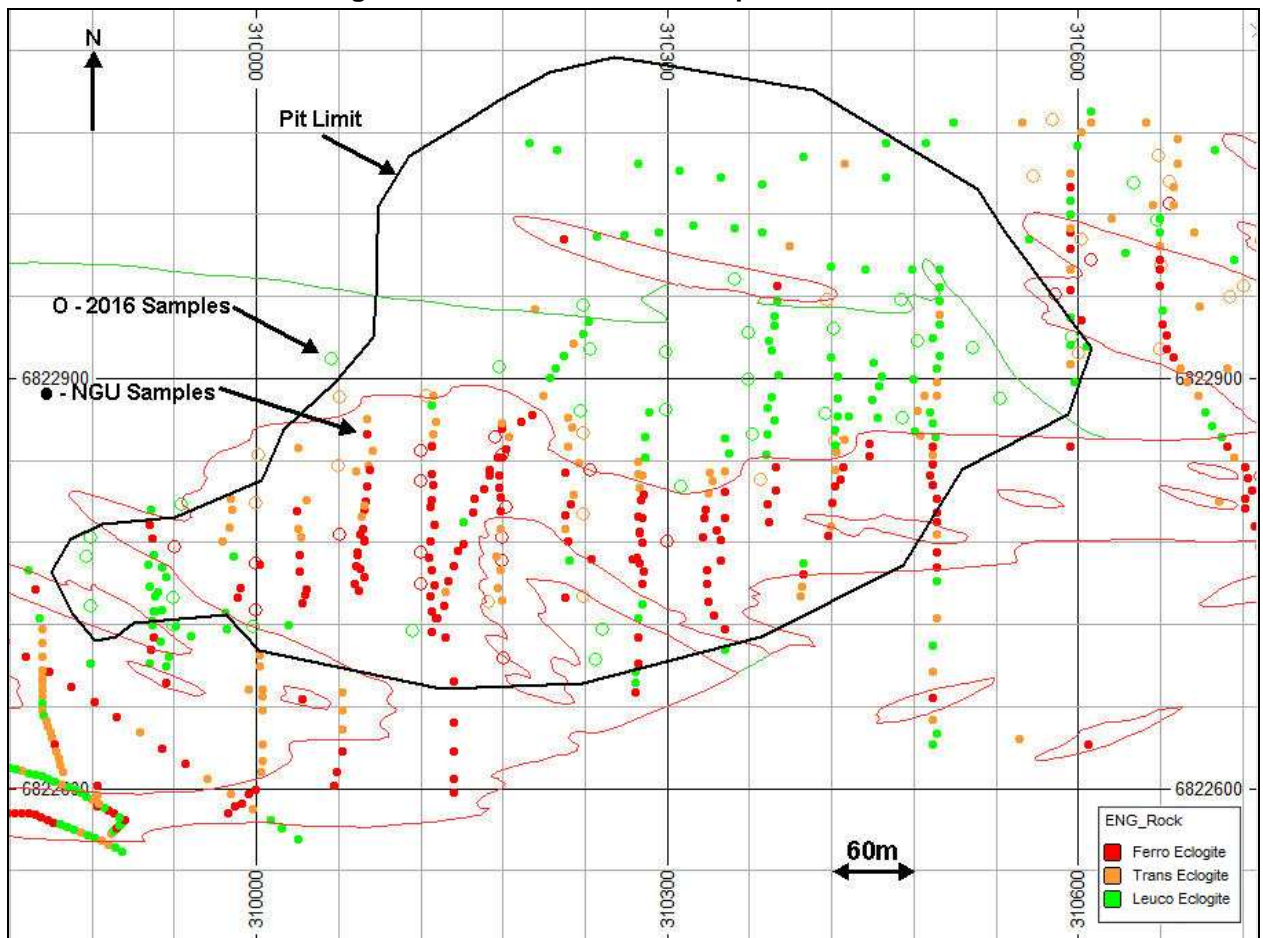 N
310000
310300
310600
Pit Limit
O - 2016 Samples
6822900
6822900
● - NGU Samples
6822600
6822600
60m
310000
310300
310600
ENG_Rock
Ferro Eclogite
Trans Eclogite
Leuco Eclogite